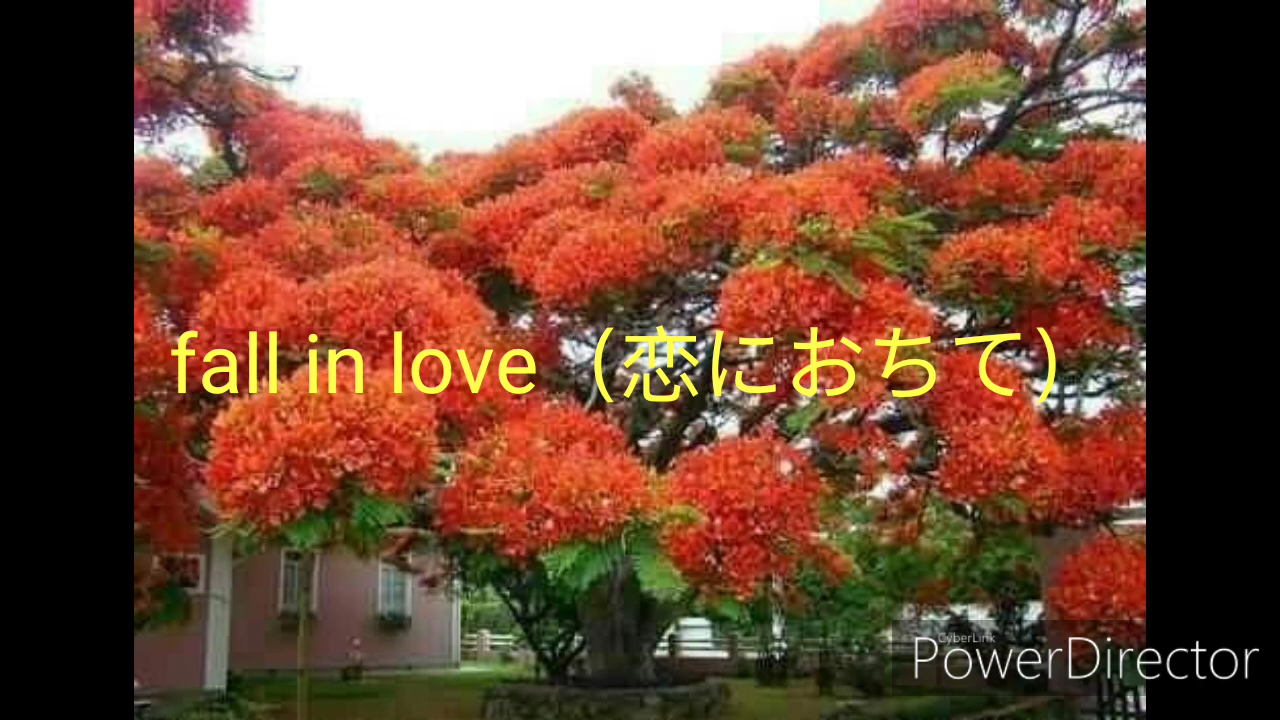 fall in love（恋におちて）
CyberLink
PowerDirector